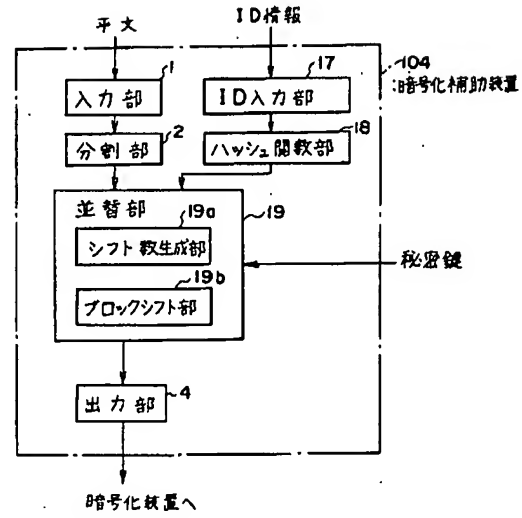 平文
ID情報
104
:暗号化補助装置
1
入力部
17
ID入力部
2
分割部
18
ハッシュ関数部
並替部
19
19a
シフト数生成部
19b
ブロックシフト部
秘密鍵
4
出力部
暗号化装置へ